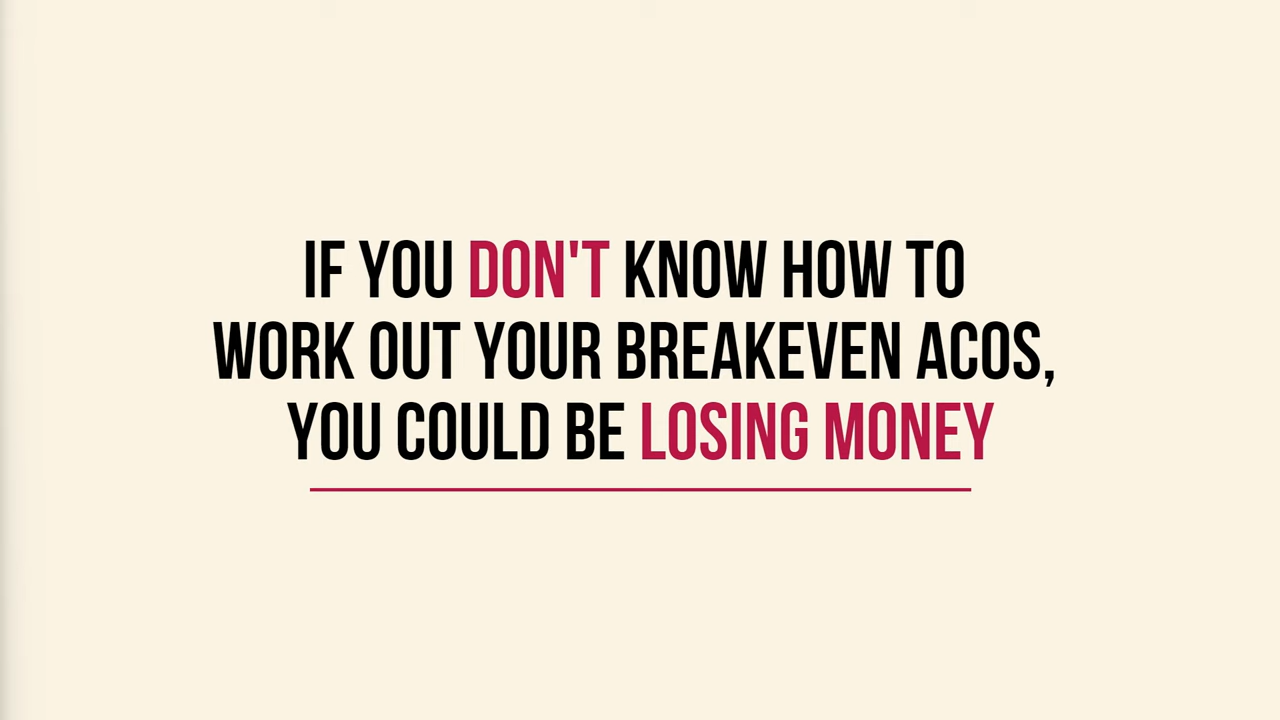 IF YOU DON'T KNOW HOW TO
WORK OUT YOUR BREAKEVEN ACOS,
YOU COULD BE LOSING MONEY